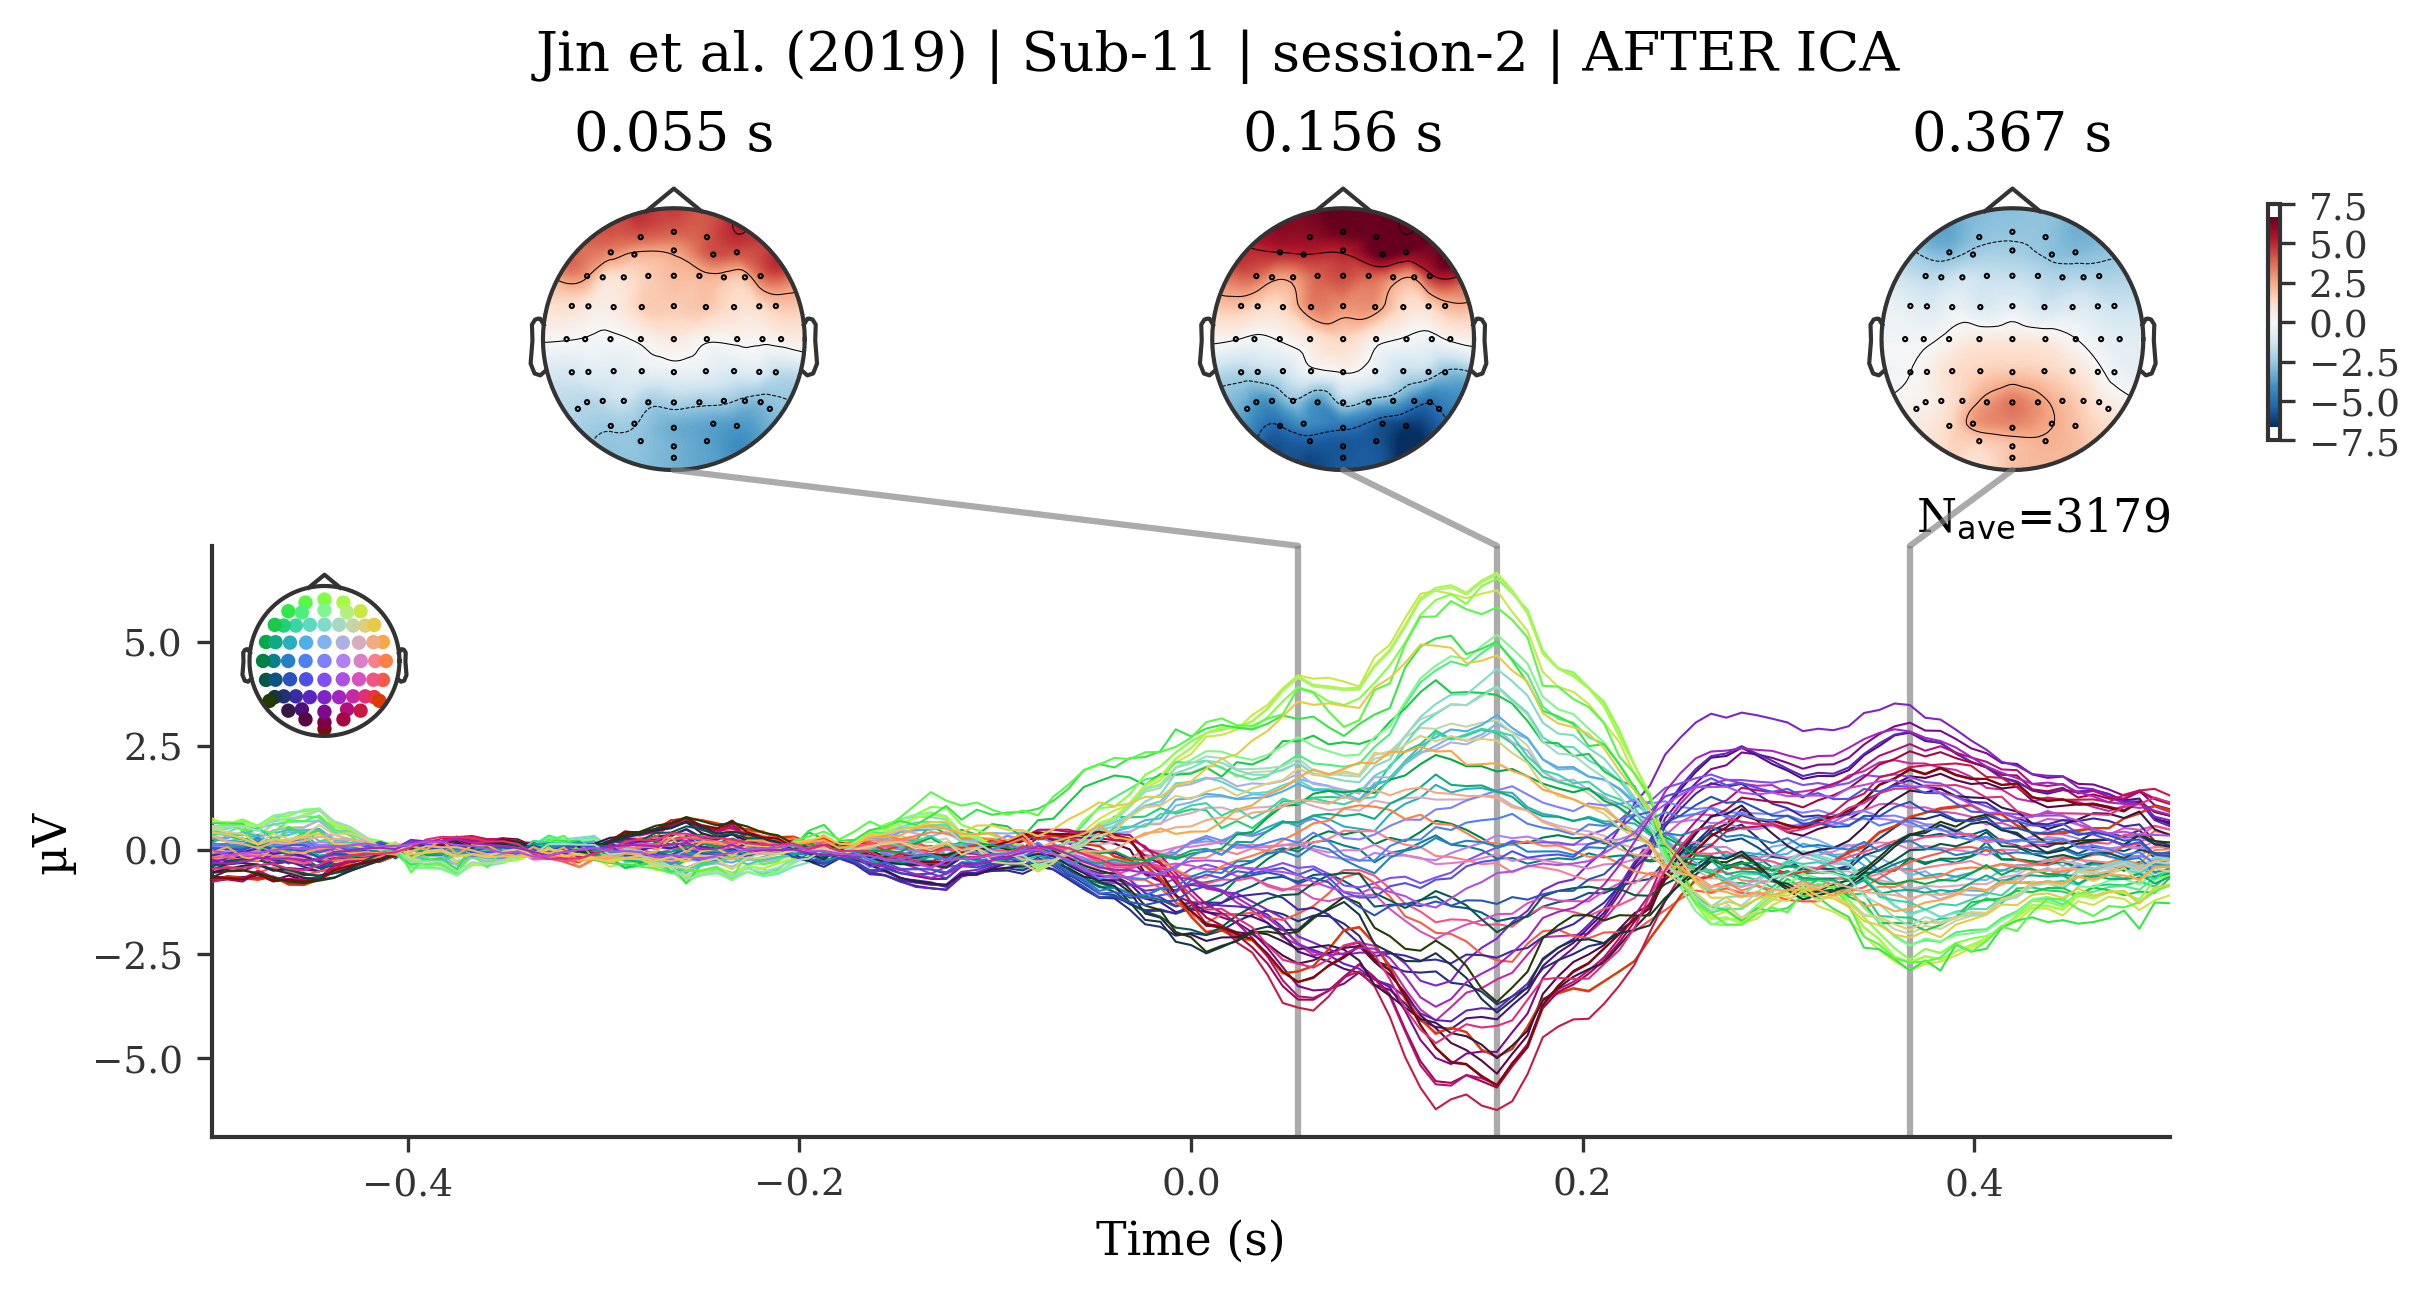 Jin et al. (2019) | Sub-11 | session-2 | AFTER ICA
0.055 s
0.156 s
0.367 s
7.5
5.0
2.5
0.0
−2.5
−5.0
−7.5
Nave=3179
5.0
2.5
0.0
−2.5
−5.0
µV
−0.4
−0.2
0.0
0.2
0.4
Time (s)